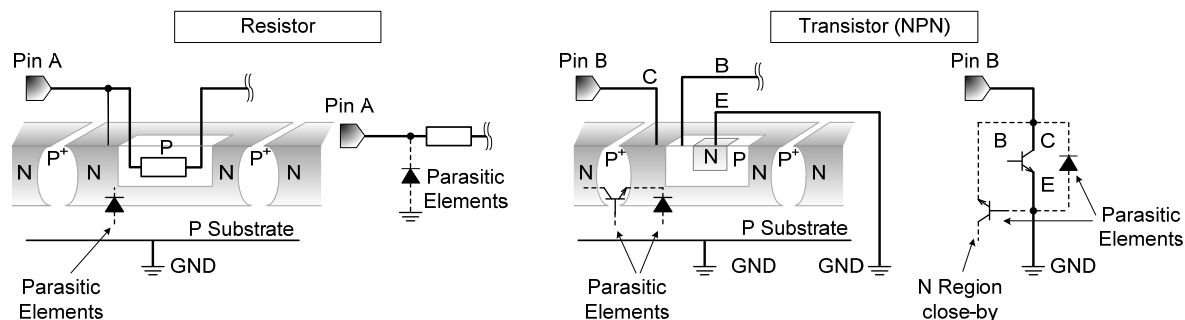 Resistor
Pin A
N
P+
N
P
N
P+
N
P Substrate
GND
Parasitic
Elements
Pin A
Parasitic
Elements
Transistor (NPN)
Pin B
C
B
E
N
P+
N
N
P
N
P+
N
P Substrate
GND
GND
Parasitic
Elements
Pin B
B
C
E
Parasitic
Elements
GND
N Region
close-by